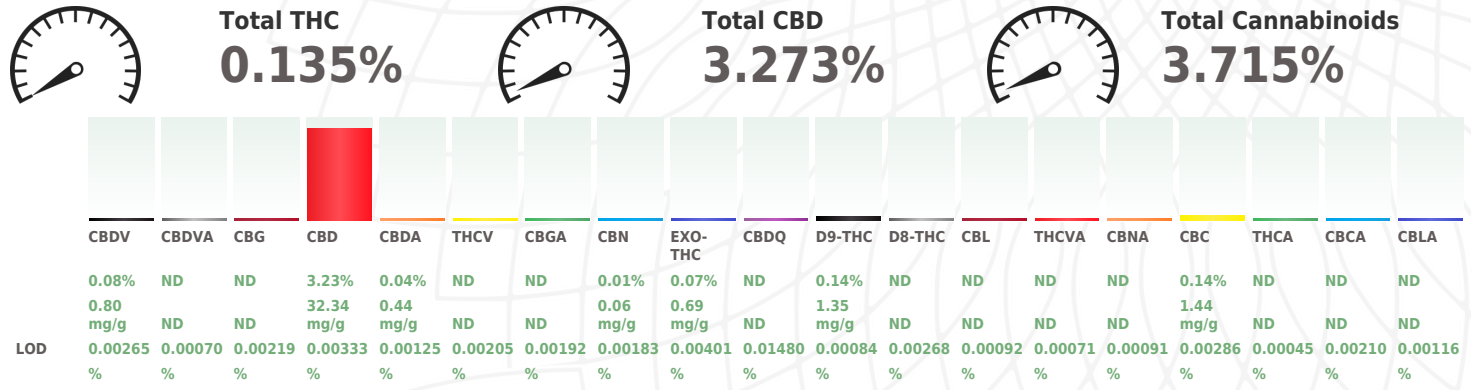 Total THC
0.135%
Total CBD
3.273%
Total Cannabinoids
3.715%
CBDV CBDVA CBG CBD CBDA THCV CBGA CBN EXO-THC CBDQ D9-THC D8-THC CBL THCVA CBNA CBC THCA CBCA CBLA
0.08% ND ND 3.23% 0.04% ND ND 0.01% 0.07% ND 0.14% ND ND ND ND 0.14% ND ND ND
0.80 mg/g ND ND 32.34 mg/g 0.44 mg/g ND ND 0.06 mg/g 0.69 mg/g ND 1.35 mg/g ND ND ND ND 1.44 mg/g ND ND ND
LOD 0.00265 0.00070 0.00219 0.00333 0.00125 0.00205 0.00192 0.00183 0.00401 0.01480 0.00084 0.00268 0.00092 0.00071 0.00091 0.00286 0.00045 0.00210 0.00116
% % % % % % % % % % % % % % % % % % %